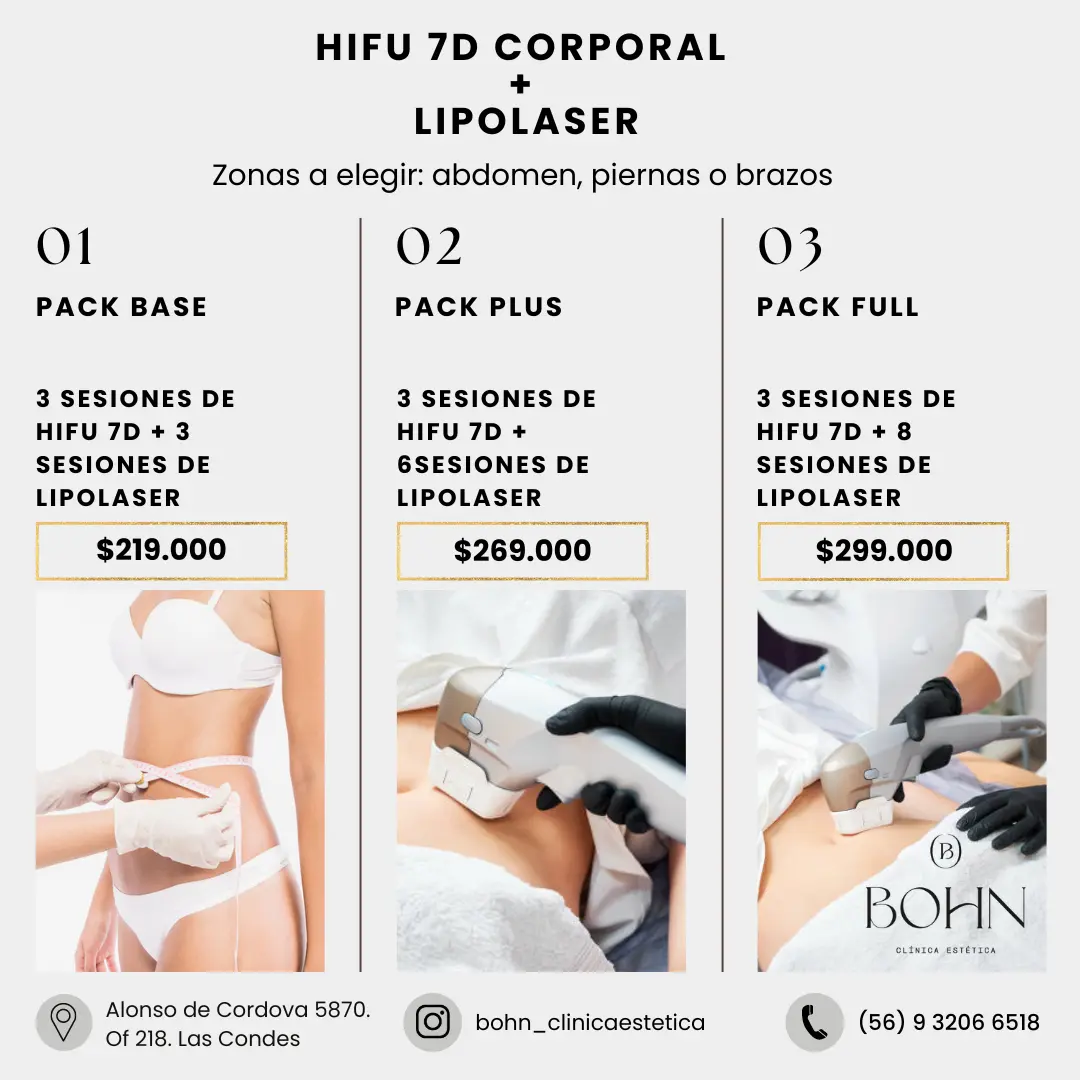 HIFU 7D CORPORAL
+
LIPOLASER
Zonas a elegir: abdomen, piernas o brazos
01
PACK BASE
3 SESIONES DE
HIFU 7D + 3
SESIONES DE
LIPOLASER
$219.000
02
PACK PLUS
3 SESIONES DE
HIFU 7D +
6SESIONES DE
LIPOLASER
$269.000
03
PACK FULL
3 SESIONES DE
HIFU 7D + 8
SESIONES DE
LIPOLASER
$299.000
B
BOHN
CLÍNICA ESTÉTICA
Alonso de Cordova 5870.
Of 218. Las Condes
bohn_clinicaestetica
(56) 9 3206 6518